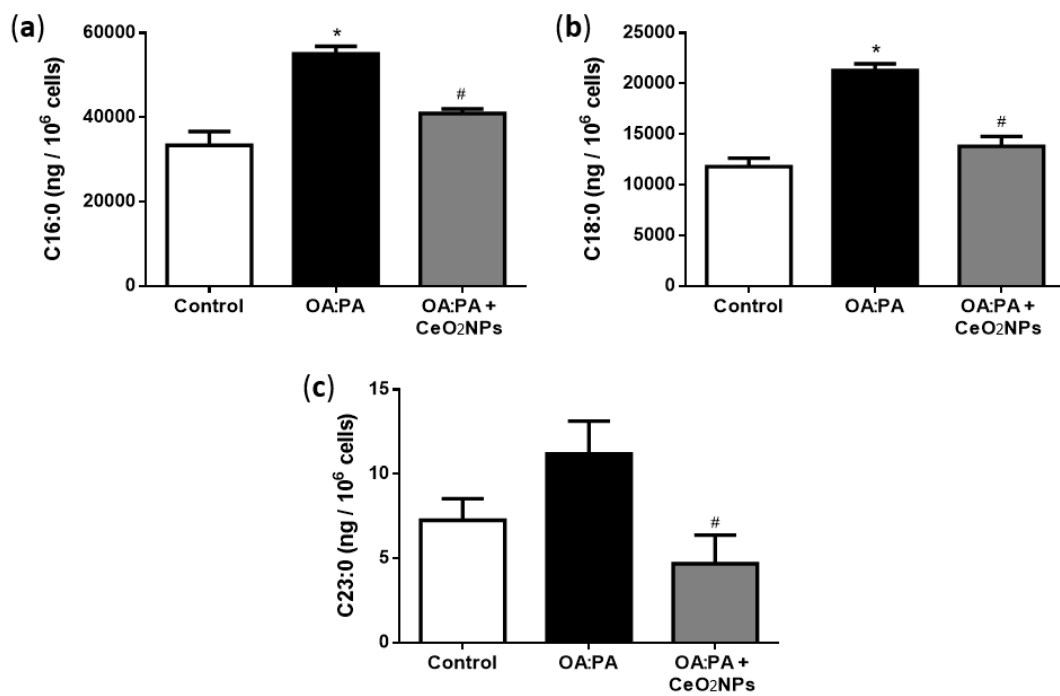 (a)
C16:0 (ng / 10⁶ cells)
60000
40000
20000
0
*
#
Control
OA:PA
OA:PA +
CeO₂NPs
(b)
C18:0 (ng / 10⁶ cells)
25000
20000
15000
10000
5000
0
*
#
Control
OA:PA
OA:PA +
CeO₂NPs
(c)
C23:0 (ng / 10⁶ cells)
15
10
5
0
#
Control
OA:PA
OA:PA +
CeO₂NPs